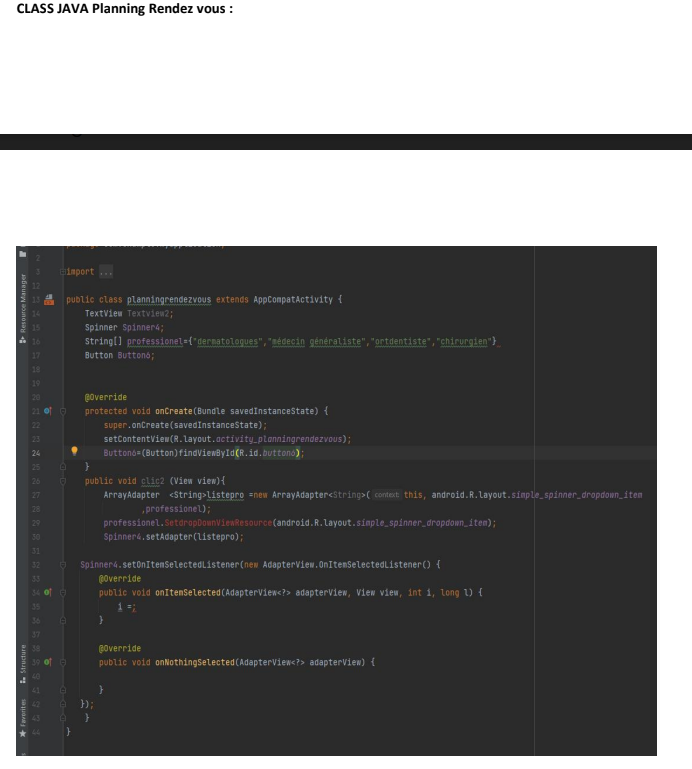 CLASS JAVA Planning Rendez vous :
2
3 import ...
12
13 public class planningrendezvous extends AppCompatActivity {
14 TextView Textview2;
15 Spinner Spinner4;
16 String[] professionel={"dermatologues","médecin généraliste","ortdentiste","chirurgien"}
17 Button Button6;
18
19
20 @Override
21 protected void onCreate(Bundle savedInstanceState) {
22 super.onCreate(savedInstanceState);
23 setContentView(R.layout.activity_planningrendezvous);
24 Button6=(Button)findViewById(R.id.button6);
25 }
26 public void clic2 (View view){
27 ArrayAdapter <String>listepro =new ArrayAdapter<String>( context: this, android.R.layout.simple_spinner_dropdown_item
28 ,professionel);
29 professionel.SetdropDownViewResource(android.R.layout.simple_spinner_dropdown_item);
30 Spinner4.setAdapter(listepro);
31
32 Spinner4.setOnItemSelectedListener(new AdapterView.OnItemSelectedListener() {
33 @Override
34 public void onItemSelected(AdapterView<?> adapterView, View view, int i, long l) {
35 i =;
36 }
37
38 @Override
39 public void onNothingSelected(AdapterView<?> adapterView) {
40
41 }
42 });
43 }
44 }
Resource Manager
Structure
Favorites